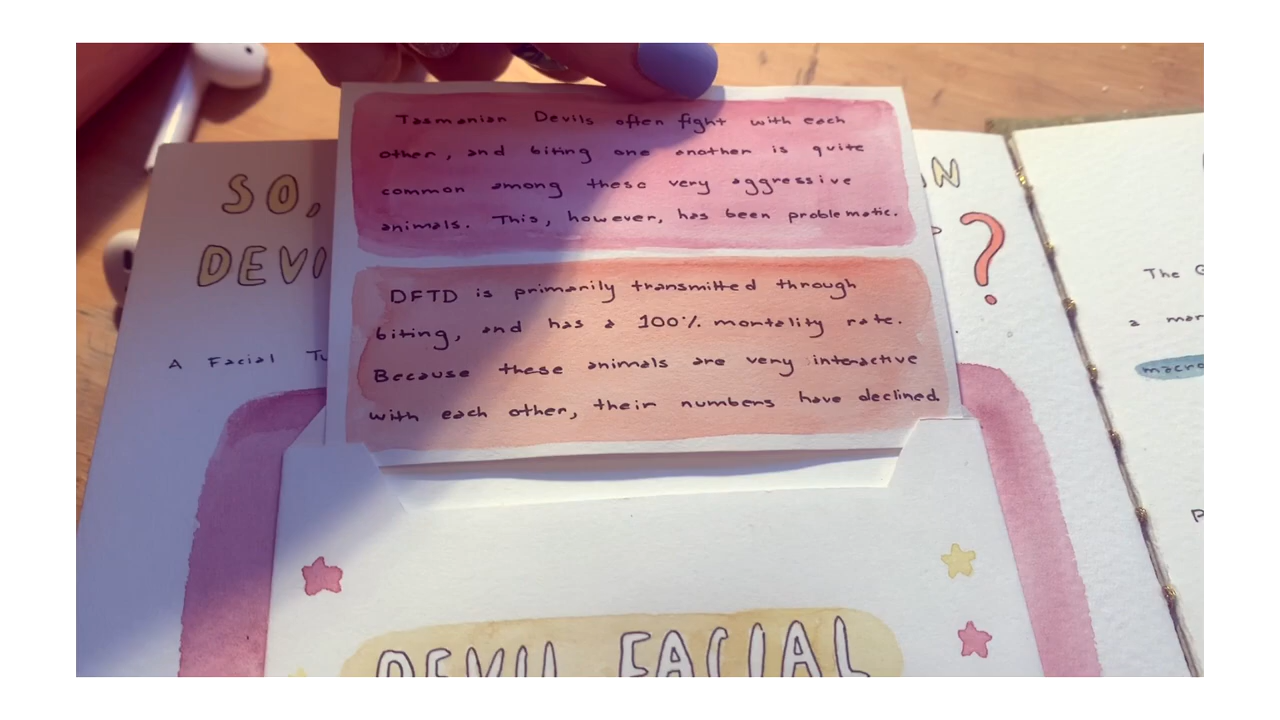 SO,
DEVI
N
?
A Facial Tu
Tasmanian Devils often fight with each
other, and biting one another is quite
common among these very aggressive
animals. This, however, has been problematic.
DFTD is primarily transmitted through
biting, and has a 100% mortality rate.
Because these animals are very interactive
with each other, their numbers have declined.
DEVIL FACIAL
The G
a mar
macro
P